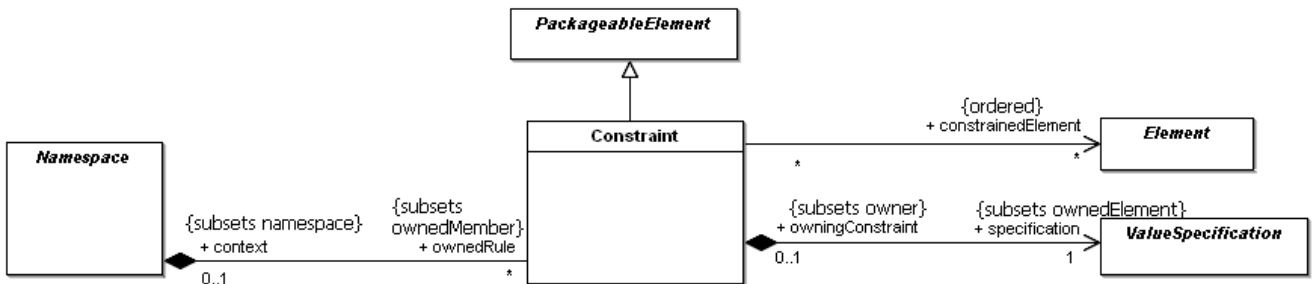 PackageableElement
Constraint
{ordered}
+ constrainedElement
*
*
Element
Namespace
{subsets namespace}
+ context
0..1
{subsets
ownedMember}
+ ownedRule
*
{subsets owner}
+ owningConstraint
0..1
{subsets ownedElement}
+ specification
1
ValueSpecification